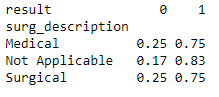 result 0 1
surg_description
Medical 0.25 0.75
Not Applicable 0.17 0.83
Surgical 0.25 0.75